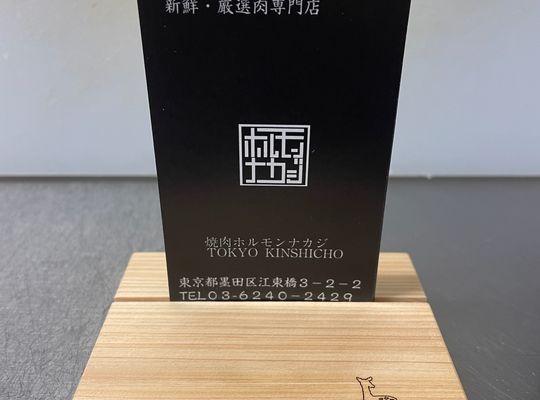 新鮮・厳選肉専門店
ホルモン
ナカジ
焼肉ホルモンナカジ
TOKYO KINSHICHO
東京都墨田区江東橋3-2-2
TEL03-6240-2429